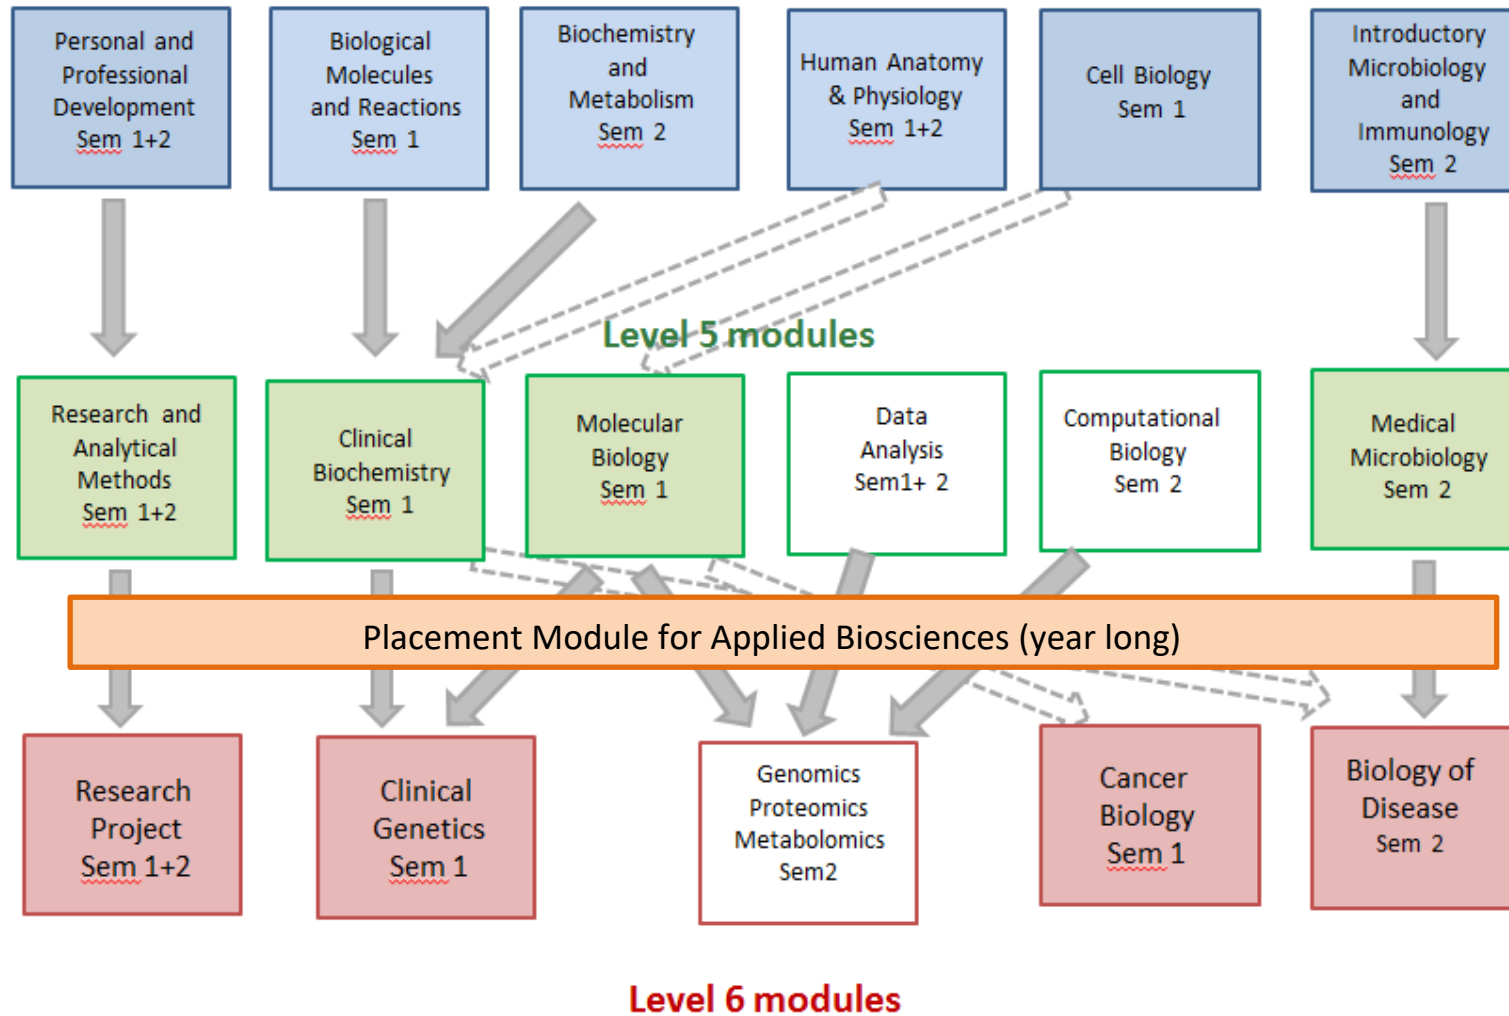 Personal and
Professional
Development
Sem 1+2
Biological
Molecules
and Reactions
Sem 1
Biochemistry
and
Metabolism
Sem 2
Human Anatomy
& Physiology
Sem 1+2
Cell Biology
Sem 1
Introductory
Microbiology
and
Immunology
Sem 2
Level 5 modules
Research and
Analytical
Methods
Sem 1+2
Clinical
Biochemistry
Sem 1
Molecular
Biology
Sem 1
Data
Analysis
Sem1+ 2
Computational
Biology
Sem 2
Medical
Microbiology
Sem 2
Placement Module for Applied Biosciences (year long)
Research
Project
Sem 1+2
Clinical
Genetics
Sem 1
Genomics
Proteomics
Metabolomics
Sem2
Cancer
Biology
Sem 1
Biology of
Disease
Sem 2
Level 6 modules